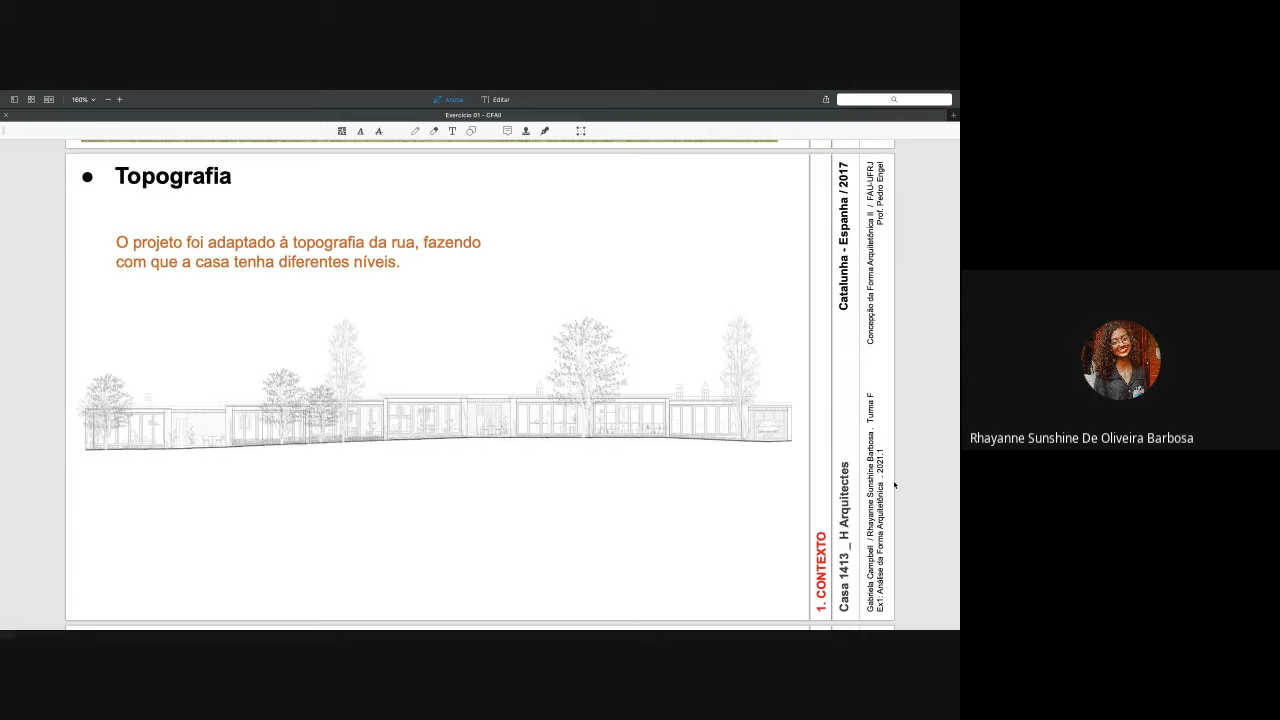 160%
Anotar
Editar
Exercício 01 - CFAII
Topografia
O projeto foi adaptado à topografia da rua, fazendo
com que a casa tenha diferentes níveis.
1. CONTEXTO
Casa 1413 _ H Arquitectes
Catalunha - Espanha / 2017
Gabriela Campbell / Rhayanne Sunshine Barbosa . Turma F
Ex1: Análise da Forma Arquitetônica . 2021.1
Concepção da Forma Arquitetônica II / FAU-UFRJ
Prof. Pedro Engel
Rhayanne Sunshine De Oliveira Barbosa